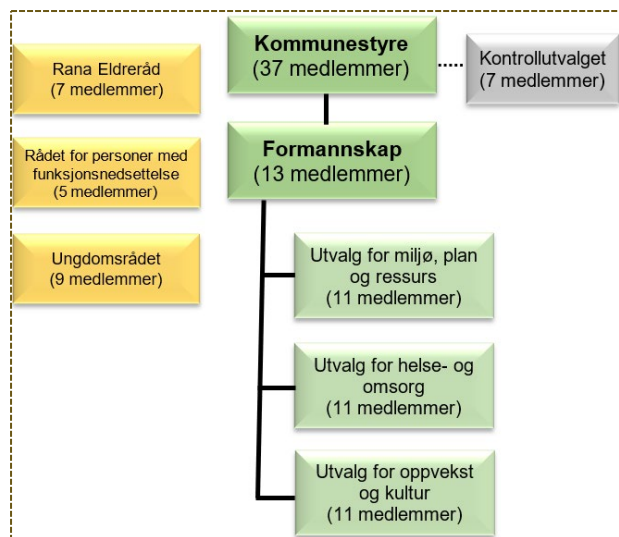 Kommunestyre
(37 medlemmer)
Kontrollutvalget
(7 medlemmer)
Rana Eldreråd
(7 medlemmer)
Formannskap
(13 medlemmer)
Rådet for personer med
funksjonsnedsettelse
(5 medlemmer)
Ungdomsrådet
(9 medlemmer)
Utvalg for miljø, plan
og ressurs
(11 medlemmer)
Utvalg for helse- og
omsorg
(11 medlemmer)
Utvalg for oppvekst
og kultur
(11 medlemmer)